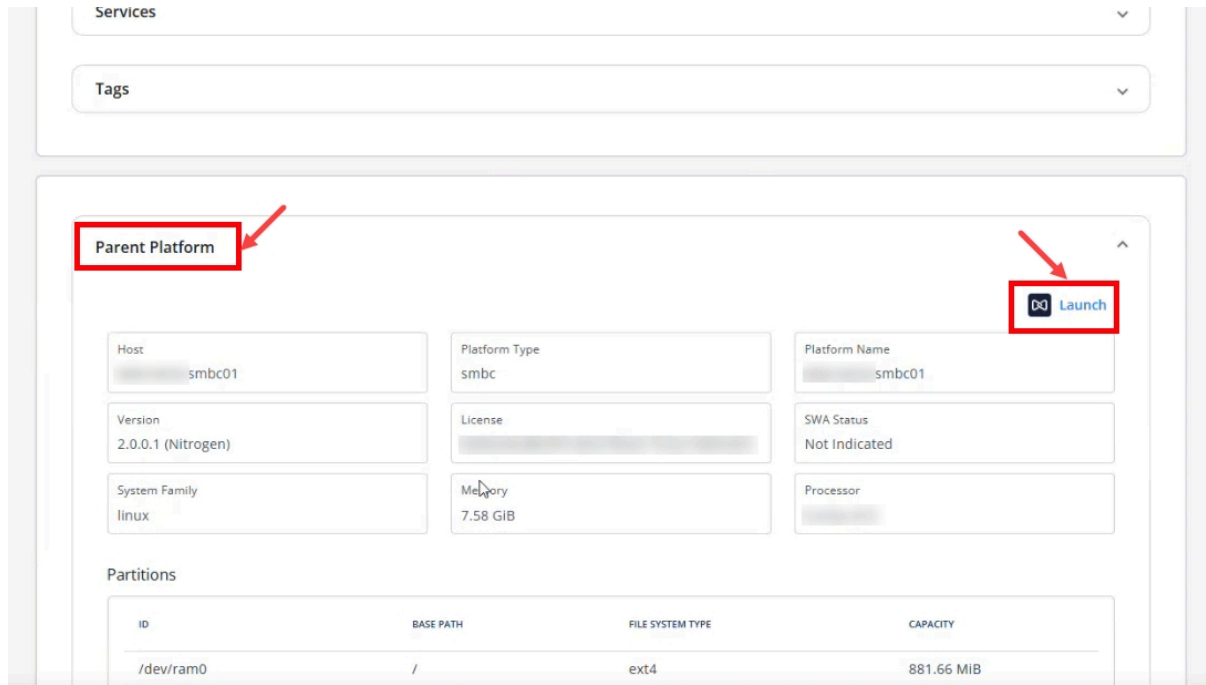 Services
Tags
Parent Platform
Launch
Host Platform Type Platform Name
smbc01 smbc smbc01
Version License SWA Status
2.0.0.1 (Nitrogen) Not Indicated
System Family Memory Processor
linux 7.58 GiB
Partitions
ID BASE PATH FILE SYSTEM TYPE CAPACITY
/dev/ram0 / ext4 881.66 MiB